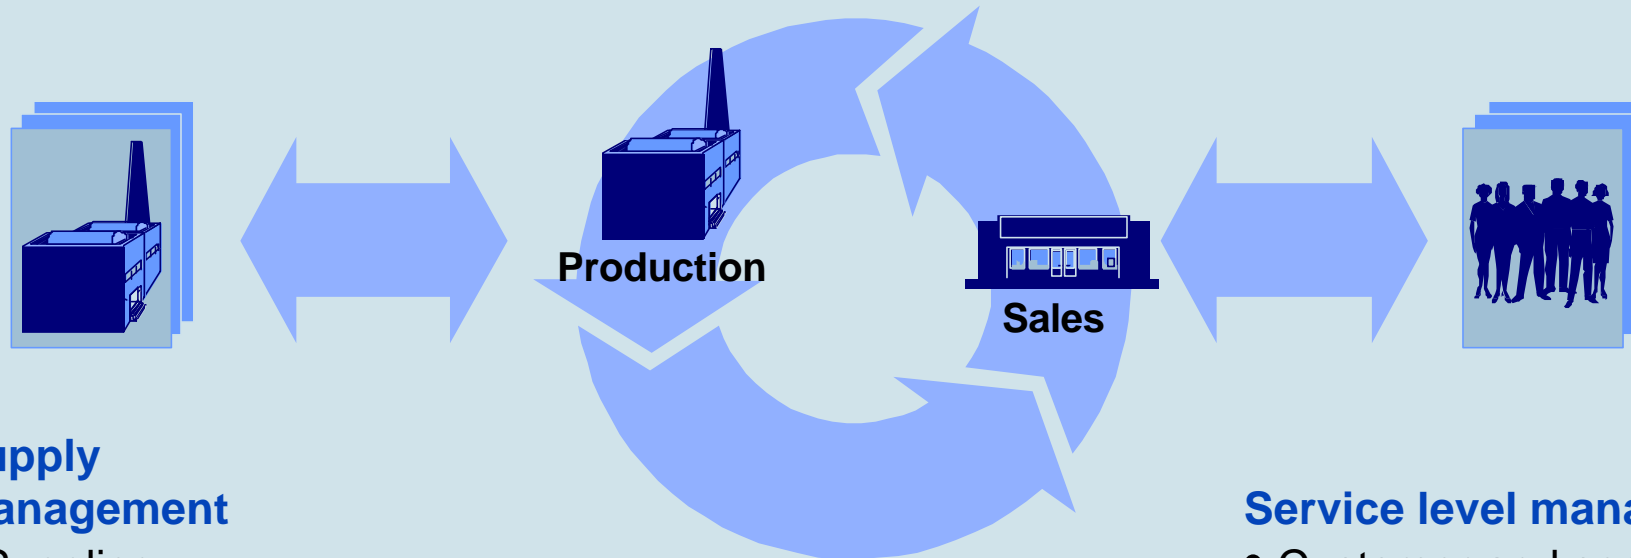 Production
Sales
upply
anagement
Service level mana